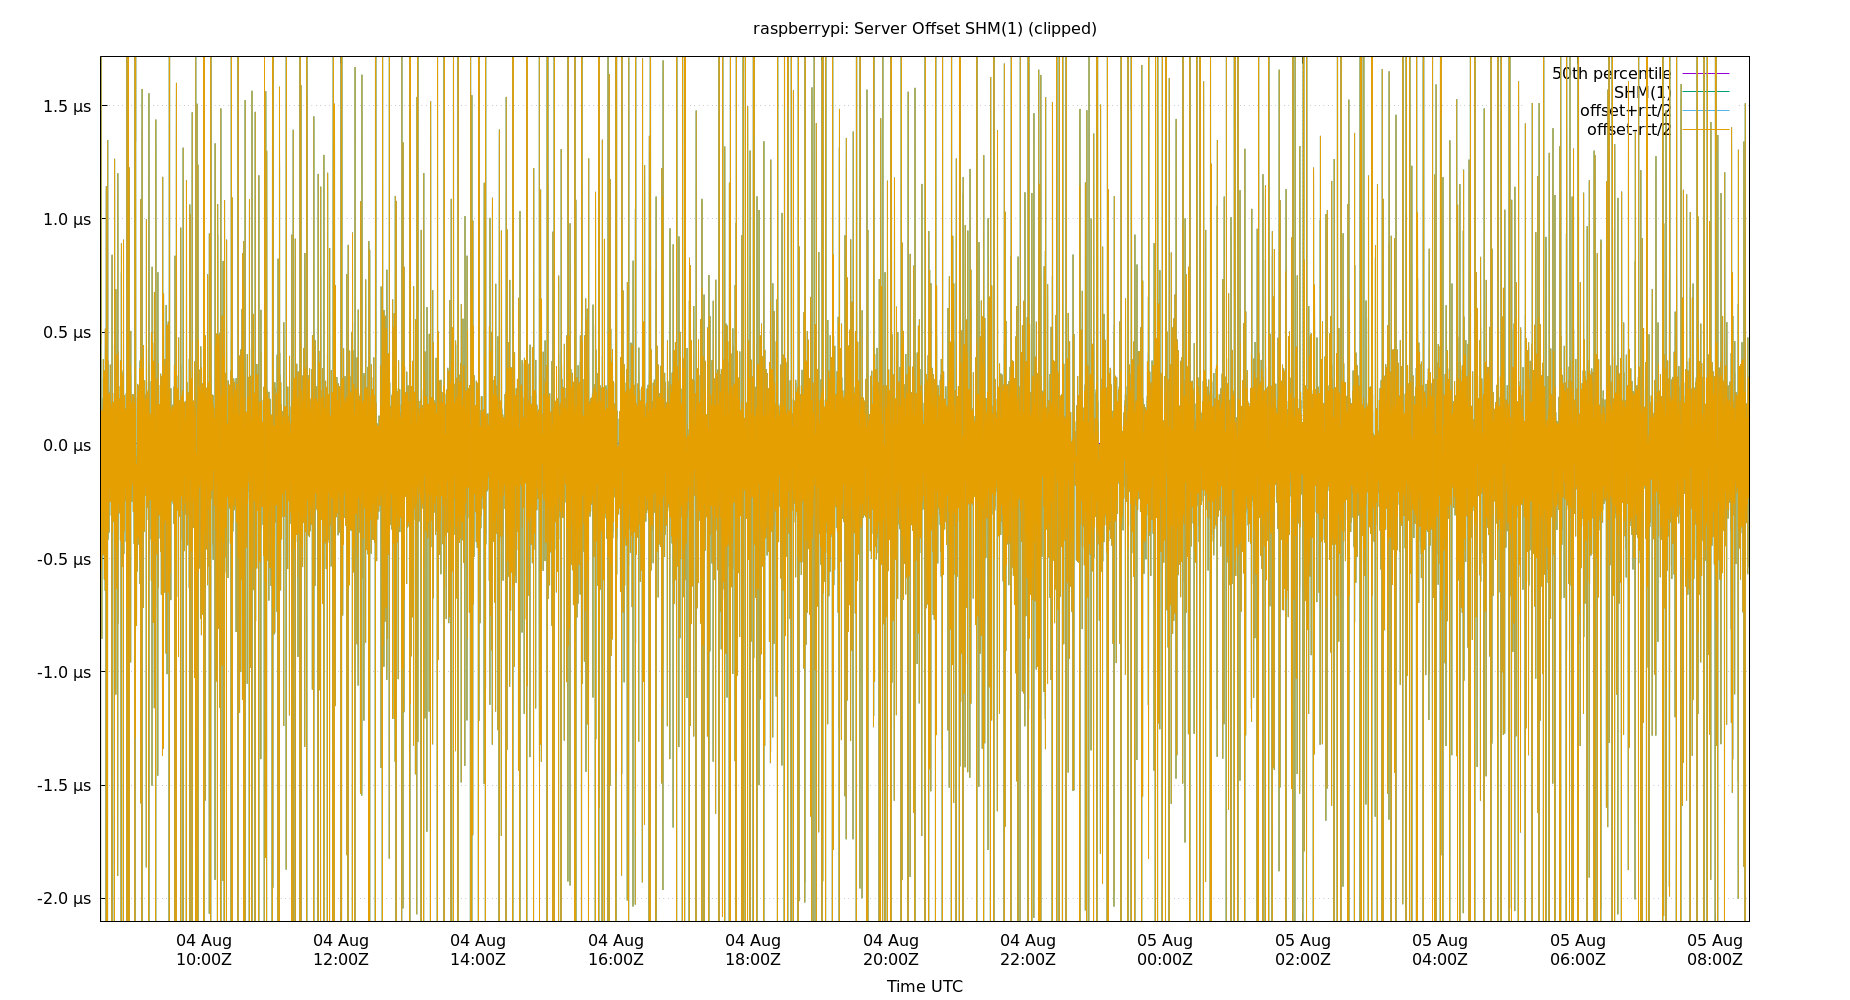 raspberrypi: Server Offset SHM(1) (clipped)
50th percentile
SHM(1)
offset+rtt/2
offset-rtt/2
1.5 µs
1.0 µs
0.5 µs
0.0 µs
-0.5 µs
-1.0 µs
-1.5 µs
-2.0 µs
04 Aug 04 Aug 04 Aug 04 Aug 04 Aug 04 Aug 04 Aug 05 Aug 05 Aug 05 Aug 05 Aug 05 Aug
10:00Z 12:00Z 14:00Z 16:00Z 18:00Z 20:00Z 22:00Z 00:00Z 02:00Z 04:00Z 06:00Z 08:00Z
Time UTC